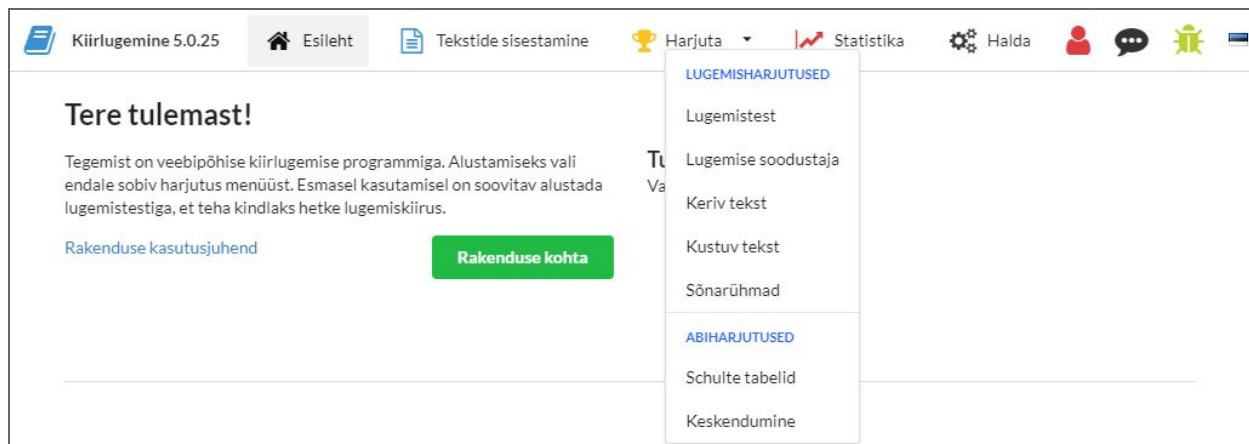 Kiirlugemine 5.0.25 Esileht Tekstide sisestamine Harjuta Statistika Halda
LUGEMISHARJUTUSED
Lugemistest
Lugemise soodustaja
Keriv tekst
Kustuv tekst
Sõnarühmad
ABIHARJUTUSED
Schulte tabelid
Keskendumine
Tere tulemast!
Tegemist on veebipõhise kiirlugemise programmiga. Alustamiseks vali
endale sobiv harjutus menüüst. Esmasel kasutamisel on soovitav alustada
lugemistestiga, et teha kindlaks hetke lugemiskiirus.
Rakenduse kasutusjuhend
Rakenduse kohta